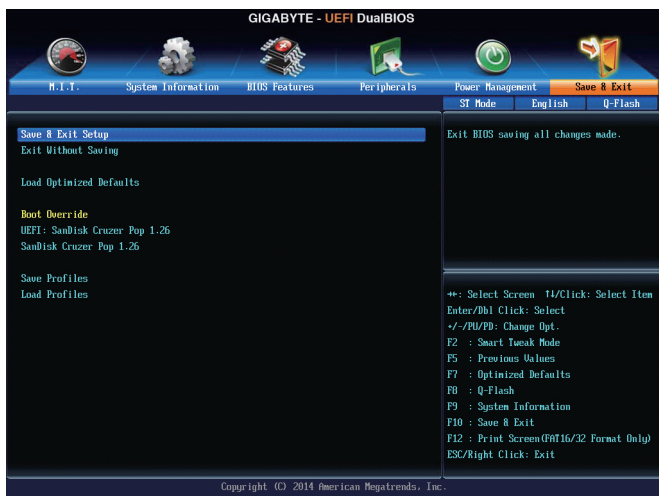 GIGABYTE - UEFI DualBIOS
M.I.T.
System Information
BIOS Features
Peripherals
Power Management
Save & Exit
ST Mode
English
Q-Flash
Save & Exit Setup
Exit Without Saving
Load Optimized Defaults
Boot Override
UEFI: SanDisk Cruzer Pop 1.26
SanDisk Cruzer Pop 1.26
Save Profiles
Load Profiles
Exit BIOS saving all changes made.
→←: Select Screen ↑↓/Click: Select Item
Enter/Dbl Click: Select
+/-/PU/PD: Change Opt.
F2 : Smart Tweak Mode
F5 : Previous Values
F7 : Optimized Defaults
F8 : Q-Flash
F9 : System Information
F10 : Save & Exit
F12 : Print Screen(FAT16/32 Format Only)
ESC/Right Click: Exit
Copyright (C) 2014 American Megatrends, Inc.